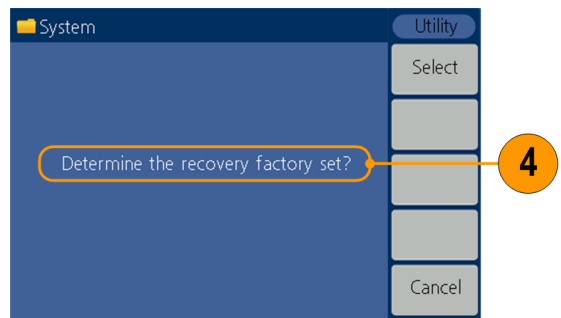 System
Utility
Select
Determine the recovery factory set?
4
Cancel